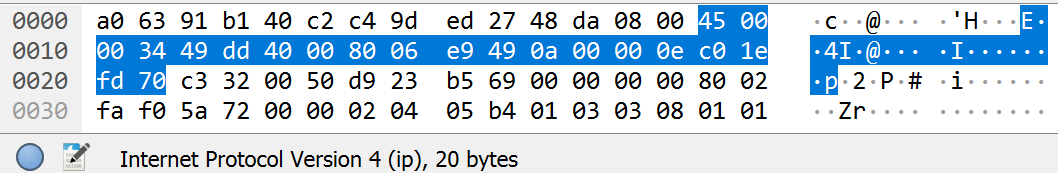 0000 a0 63 91 b1 40 c2 c4 9d ed 27 48 da 08 00 45 00 · c · · @ · · · · 'H · · · E ·
0010 00 34 49 dd 40 00 80 06 e9 49 0a 00 00 0e c0 1e · 4I · @ · · · · I · · · · · ·
0020 fd 70 c3 32 00 50 d9 23 b5 69 00 00 00 00 80 02 · p · 2 · P · # · i · · · · · ·
0030 fa f0 5a 72 00 00 02 04 05 b4 01 03 03 08 01 01 · · Zr · · · · · · · · · · · ·
Internet Protocol Version 4 (ip), 20 bytes